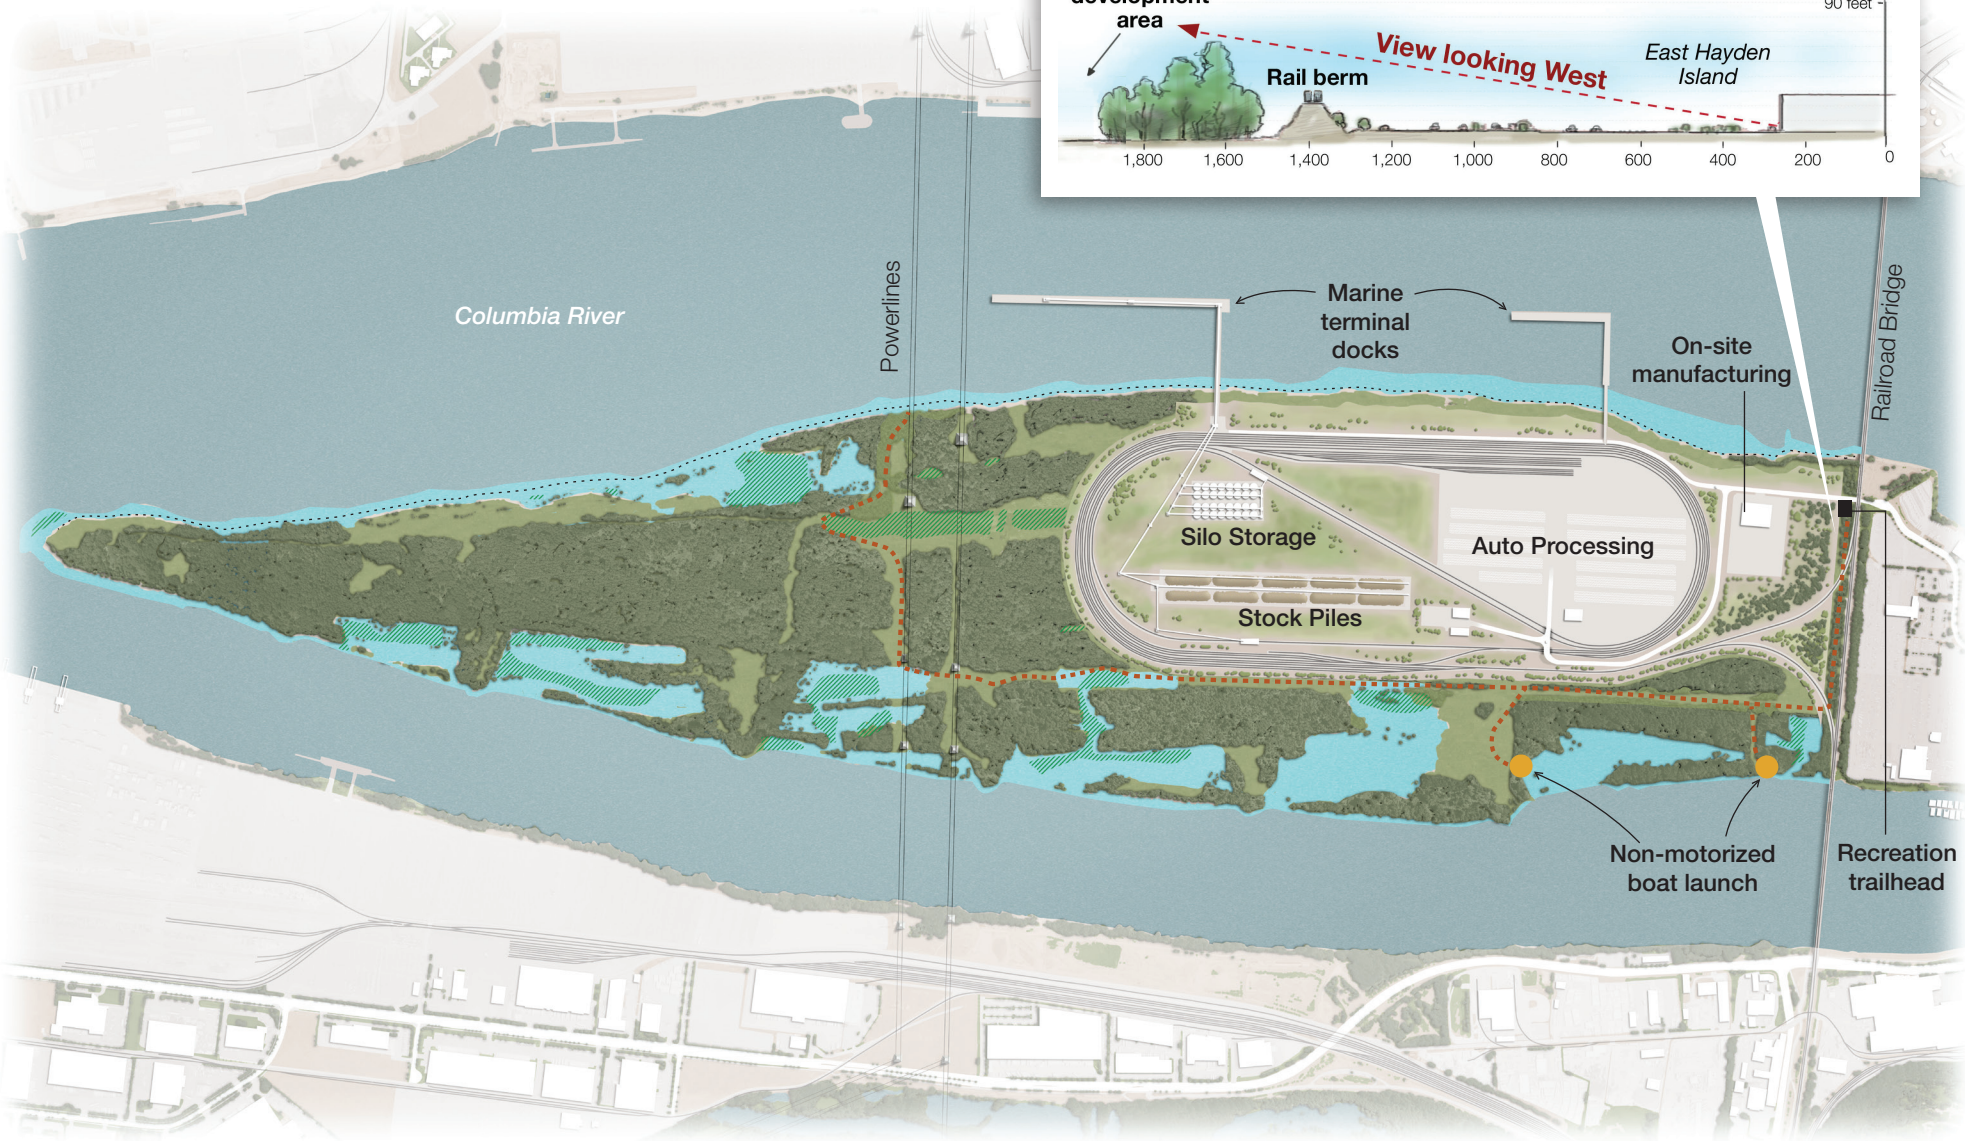 development
area
90 feet
View looking West
East Hayden
Island
Rail berm
1,800
1,600
1,400
1,200
1,000
800
600
400
200
0
Columbia River
Powerlines
Marine
terminal
docks
On-site
manufacturing
Railroad Bridge
Silo Storage
Auto Processing
Stock Piles
Non-motorized
boat launch
Recreation
trailhead